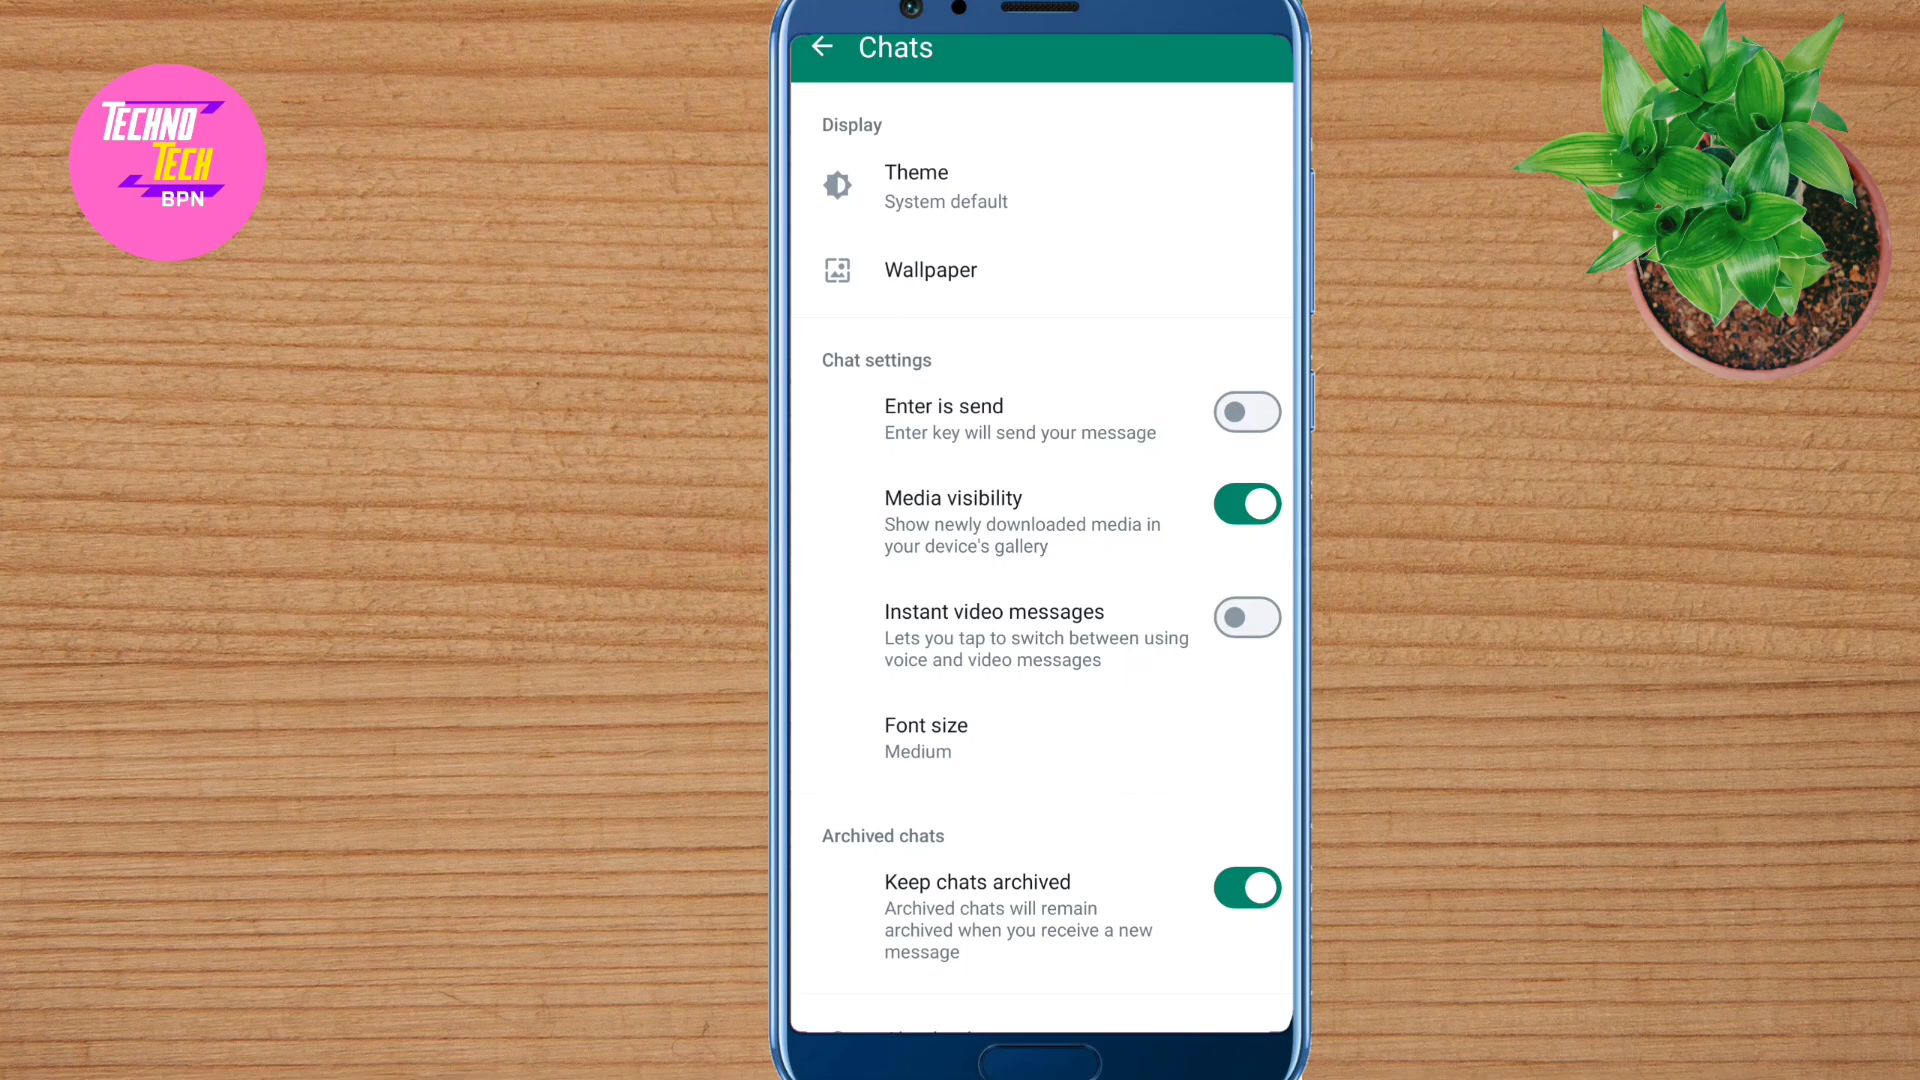 TECHNO
TECH
BPN
Chats
Display
Theme
System default
Wallpaper
Chat settings
Enter is send
Enter key will send your message
Media visibility
Show newly downloaded media in
your device's gallery
Instant video messages
Lets you tap to switch between using
voice and video messages
Font size
Medium
Archived chats
Keep chats archived
Archived chats will remain
archived when you receive a new
message